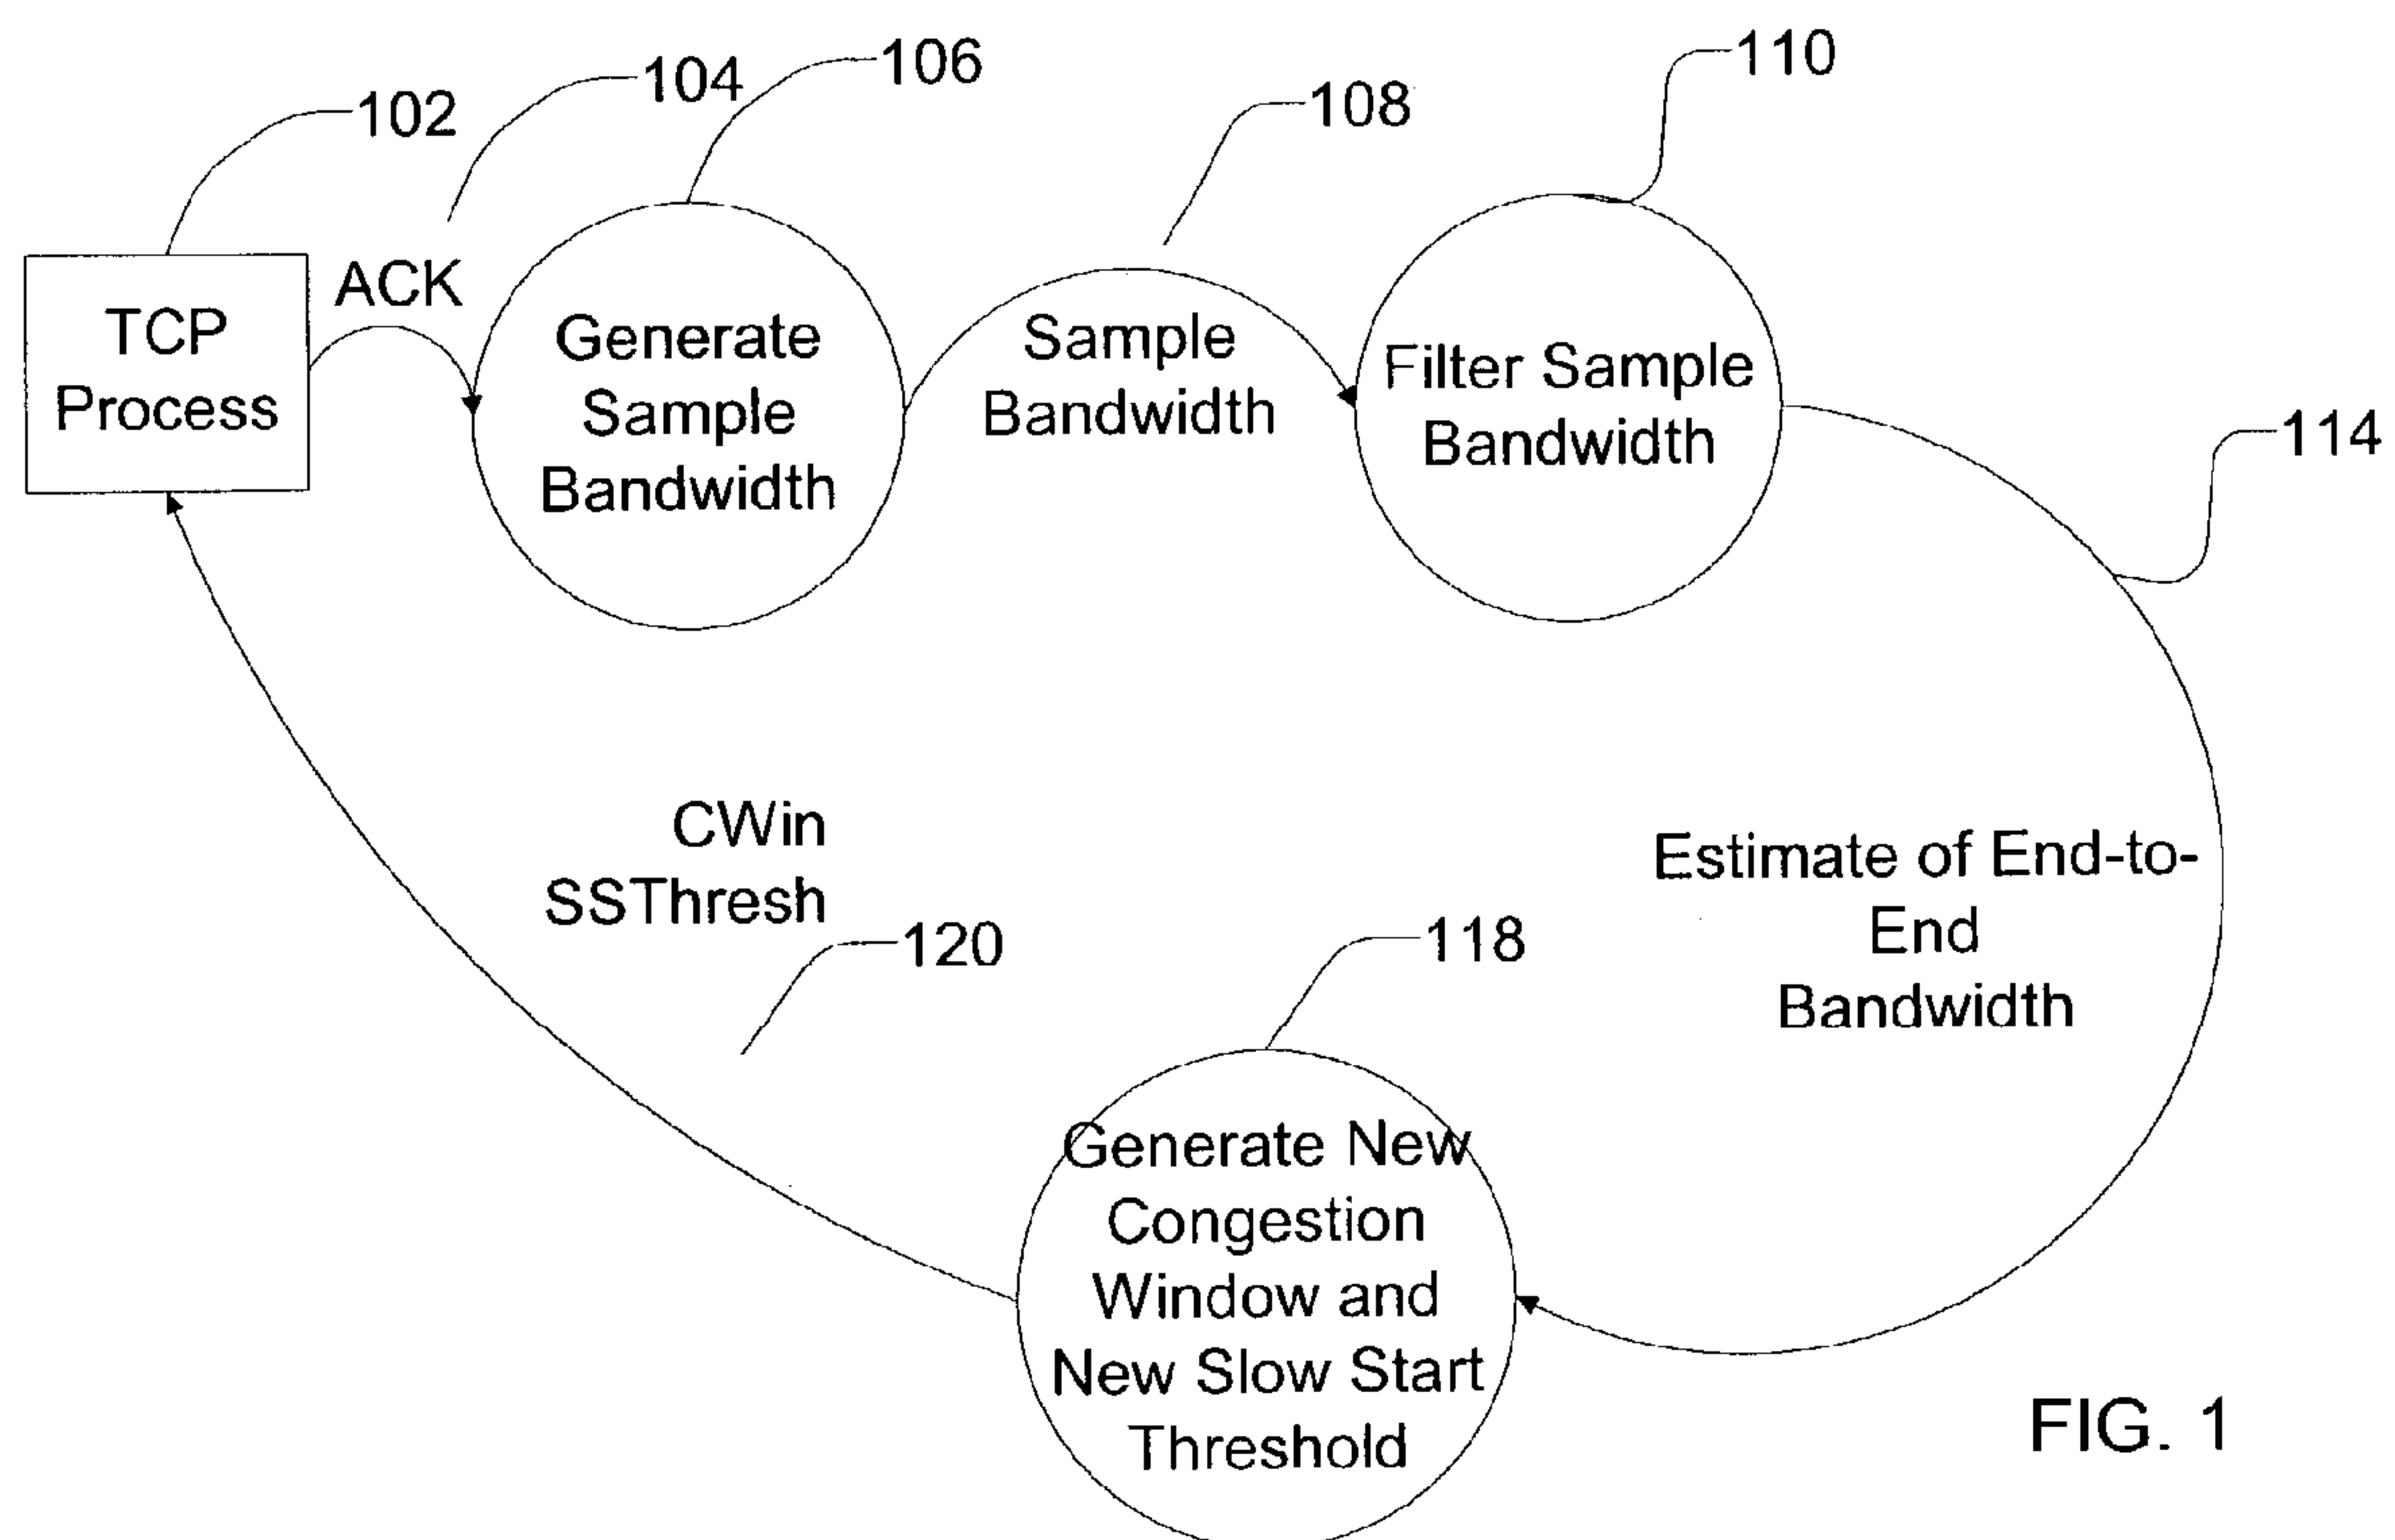 102
104
106
108
110
ACK
TCP
Process
Generate
Sample
Bandwidth
Sample
Bandwidth
Filter Sample
Bandwidth
114
CWin
SSThresh
120
118
Estimate of End-to-
End
Bandwidth
Generate New
Congestion
Window and
New Slow Start
Threshold
FIG. 1